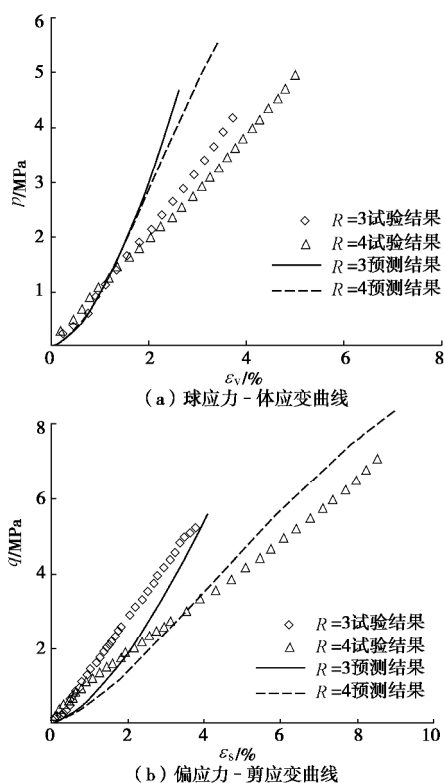 6
5
4
3
2
1
p/MPa
0
2
4
6
8
εV/%
◇ R=3试验结果
△ R=4试验结果
R=3预测结果
R=4预测结果
(a)球应力-体应变曲线
8
6
4
2
q/MPa
0
2
4
6
8
10
εs/%
◇ R=3试验结果
△ R=4试验结果
R=3预测结果
R=4预测结果
(b)偏应力-剪应变曲线